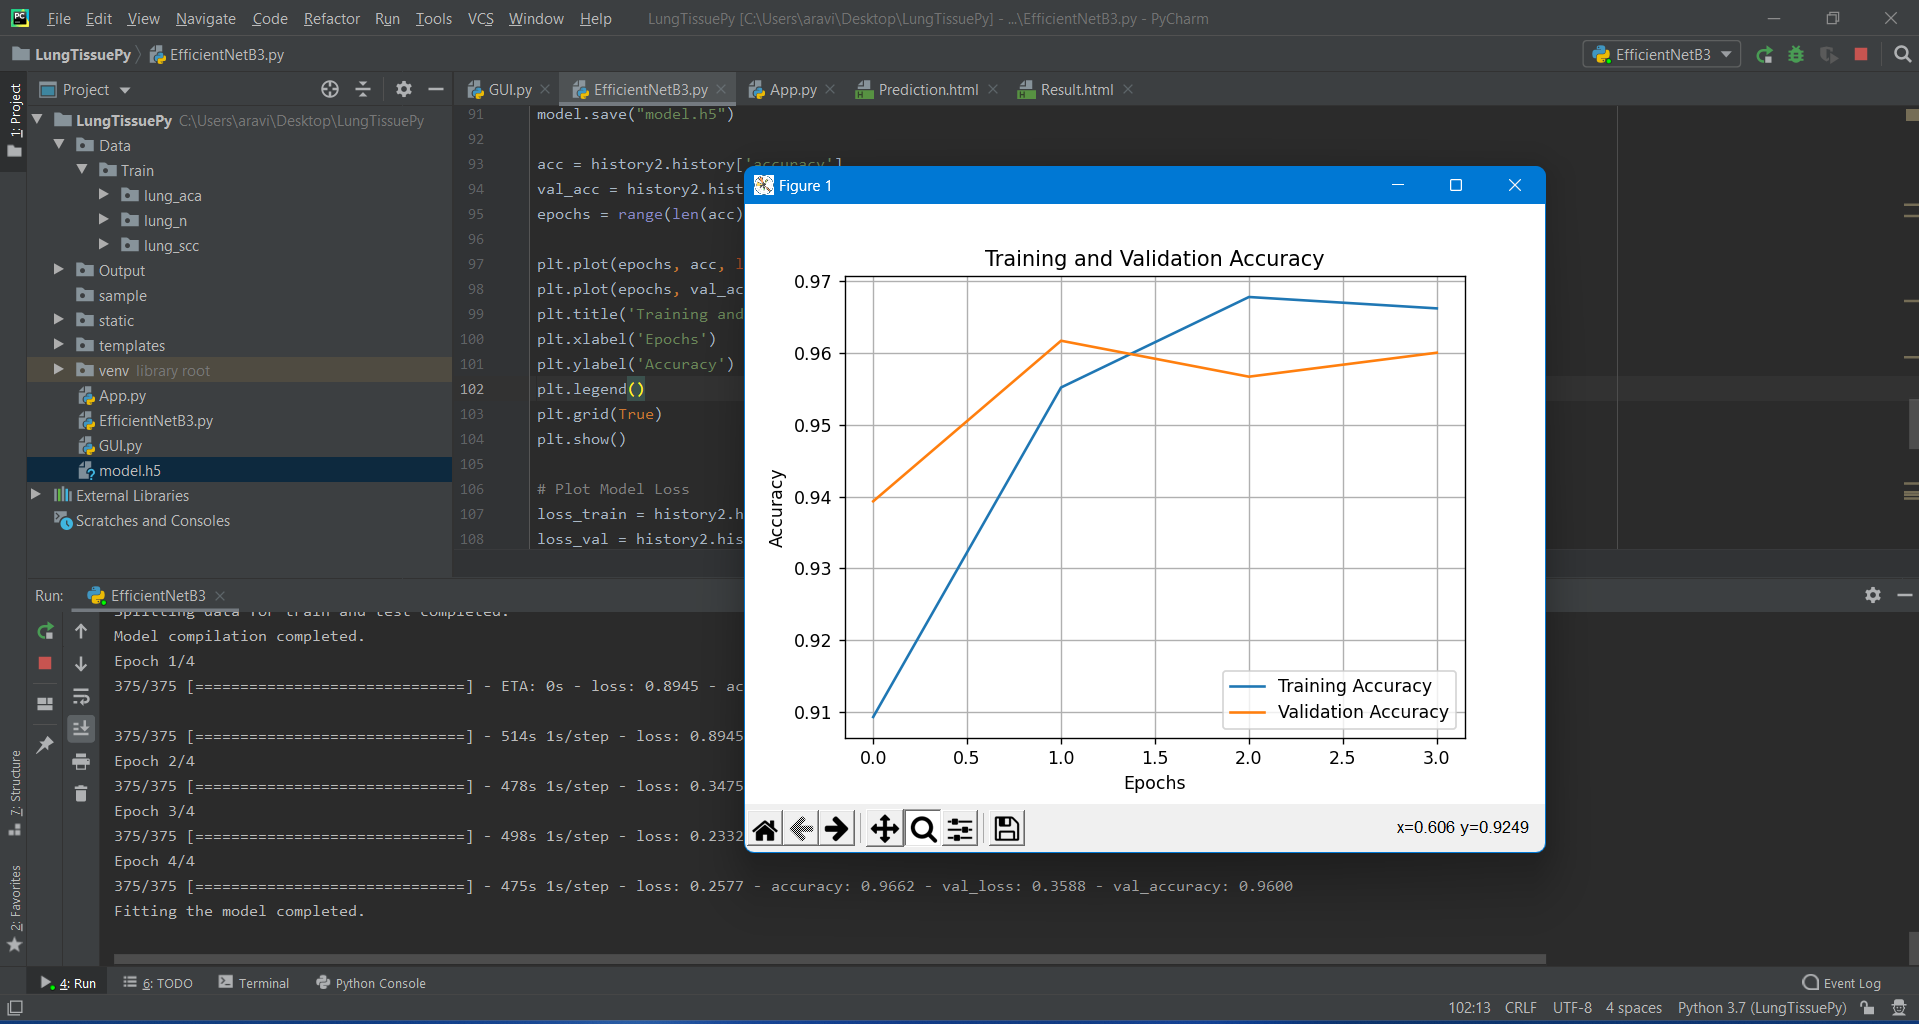 File Edit View Navigate Code Refactor Run Tools VCS Window Help LungTissuePy [C:\Users\aravi\Desktop\LungTissuePy] - ...\EfficientNetB3.py - PyCharm
LungTissuePy EfficientNetB3.py EfficientNetB3
1: Project
Project
LungTissuePy C:\Users\aravi\Desktop\LungTissuePy
Data
Train
lung_aca
lung_n
lung_scc
Output
sample
static
templates
venv library root
App.py
EfficientNetB3.py
GUI.py
model.h5
External Libraries
Scratches and Consoles
GUI.py EfficientNetB3.py App.py Prediction.html Result.html
91 model.save("model.h5")
92
93 acc = history2.history['accuracy']
94 val_acc = history2.hist
95 epochs = range(len(acc)
96
97 plt.plot(epochs, acc, l
98 plt.plot(epochs, val_ac
99 plt.title('Training and
100 plt.xlabel('Epochs')
101 plt.ylabel('Accuracy')
102 plt.legend()
103 plt.grid(True)
104 plt.show()
105
106 # Plot Model Loss
107 loss_train = history2.h
108 loss_val = history2.his
Figure 1
Training and Validation Accuracy
0.97
0.96
0.95
0.94
0.93
0.92
0.91
Accuracy
0.0 0.5 1.0 1.5 2.0 2.5 3.0
Epochs
Training Accuracy
Validation Accuracy
x=0.606 y=0.9249
Run: EfficientNetB3
Splitting data for train and test completed.
Model compilation completed.
Epoch 1/4
375/375 [==============================] - ETA: 0s - loss: 0.8945 - ac
375/375 [==============================] - 514s 1s/step - loss: 0.8945
Epoch 2/4
375/375 [==============================] - 478s 1s/step - loss: 0.3475
Epoch 3/4
375/375 [==============================] - 498s 1s/step - loss: 0.2332
Epoch 4/4
375/375 [==============================] - 475s 1s/step - loss: 0.2577 - accuracy: 0.9662 - val_loss: 0.3588 - val_accuracy: 0.9600
Fitting the model completed.
7: Structure
2: Favorites
4: Run 6: TODO Terminal Python Console Event Log
102:13 CRLF UTF-8 4 spaces Python 3.7 (LungTissuePy)